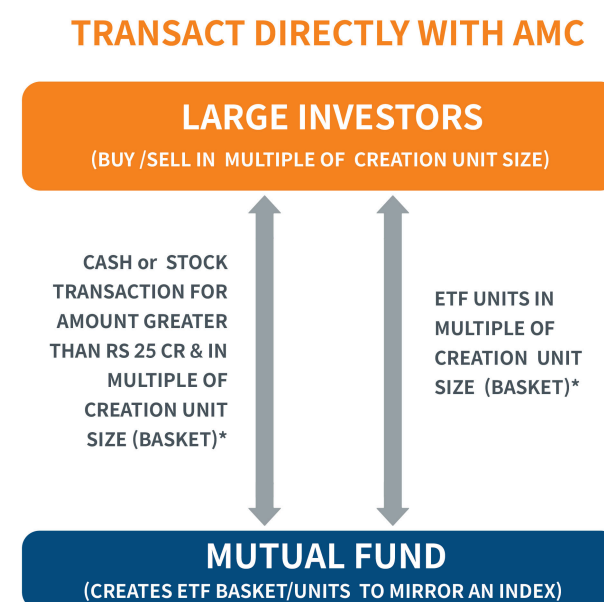 TRANSACT DIRECTLY WITH AMC
LARGE INVESTORS
(BUY /SELL IN MULTIPLE OF CREATION UNIT SIZE)
CASH or STOCK
TRANSACTION FOR
AMOUNT GREATER
THAN RS 25 CR & IN
MULTIPLE OF
CREATION UNIT
SIZE (BASKET)*
ETF UNITS IN
MULTIPLE OF
CREATION UNIT
SIZE (BASKET)*
MUTUAL FUND
(CREATES ETF BASKET/UNITS TO MIRROR AN INDEX)